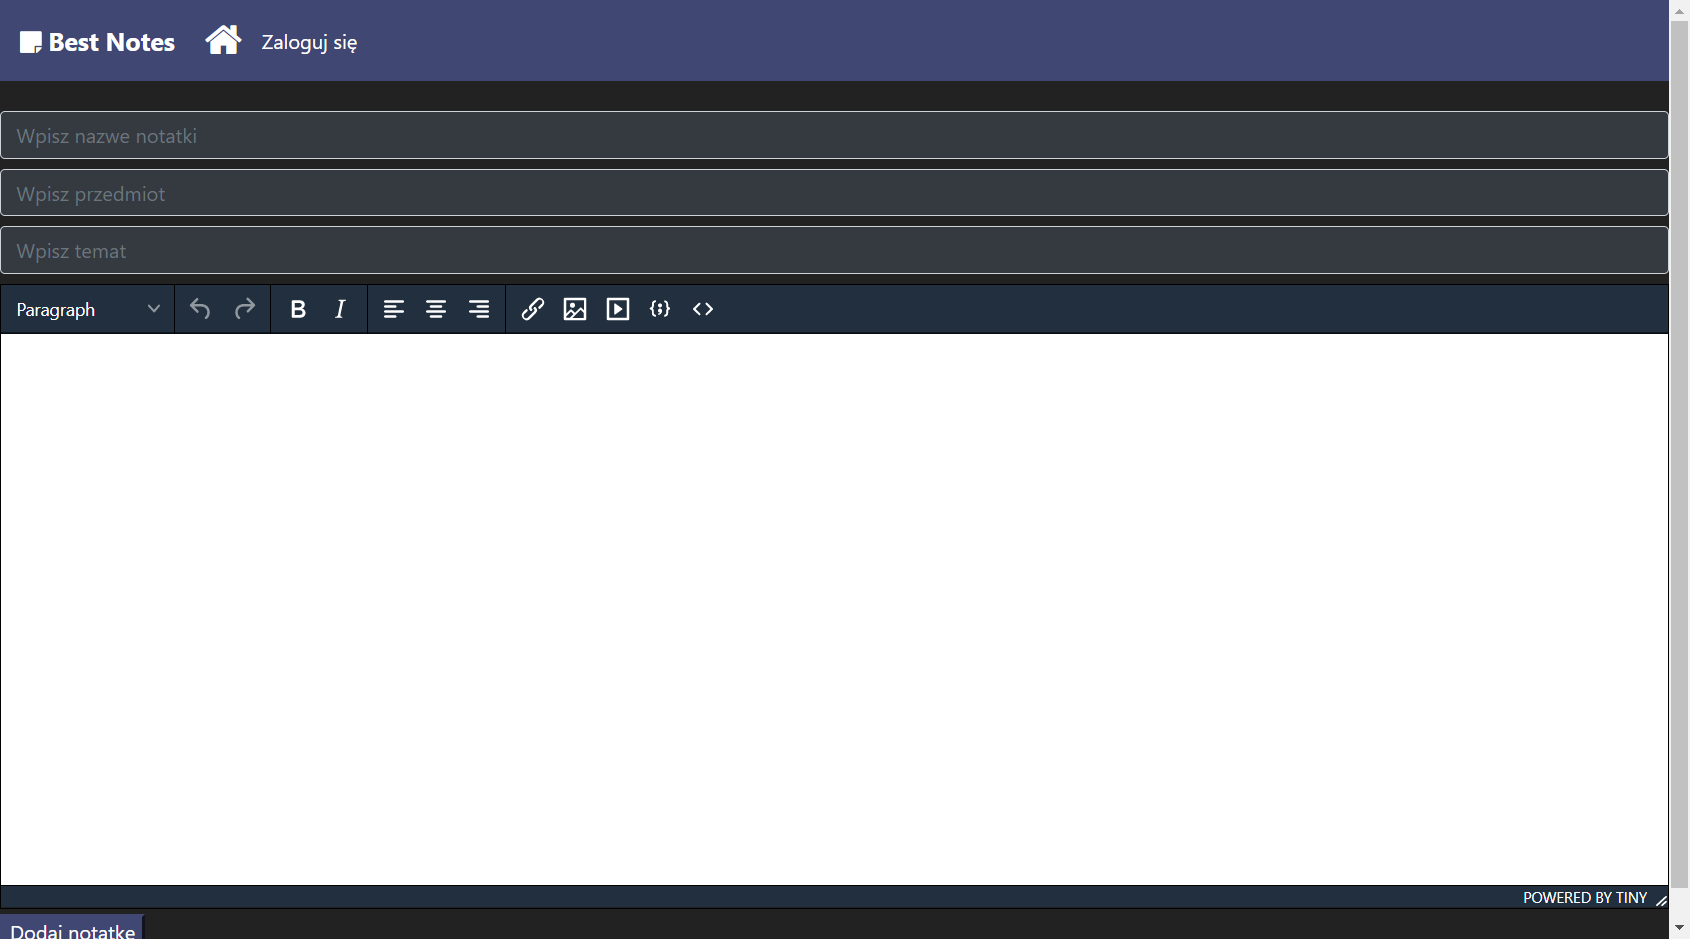 Best Notes Zaloguj się
Wpisz nazwe notatki
Wpisz przedmiot
Wpisz temat
Paragraph
POWERED BY TINY
Dodaj notatke